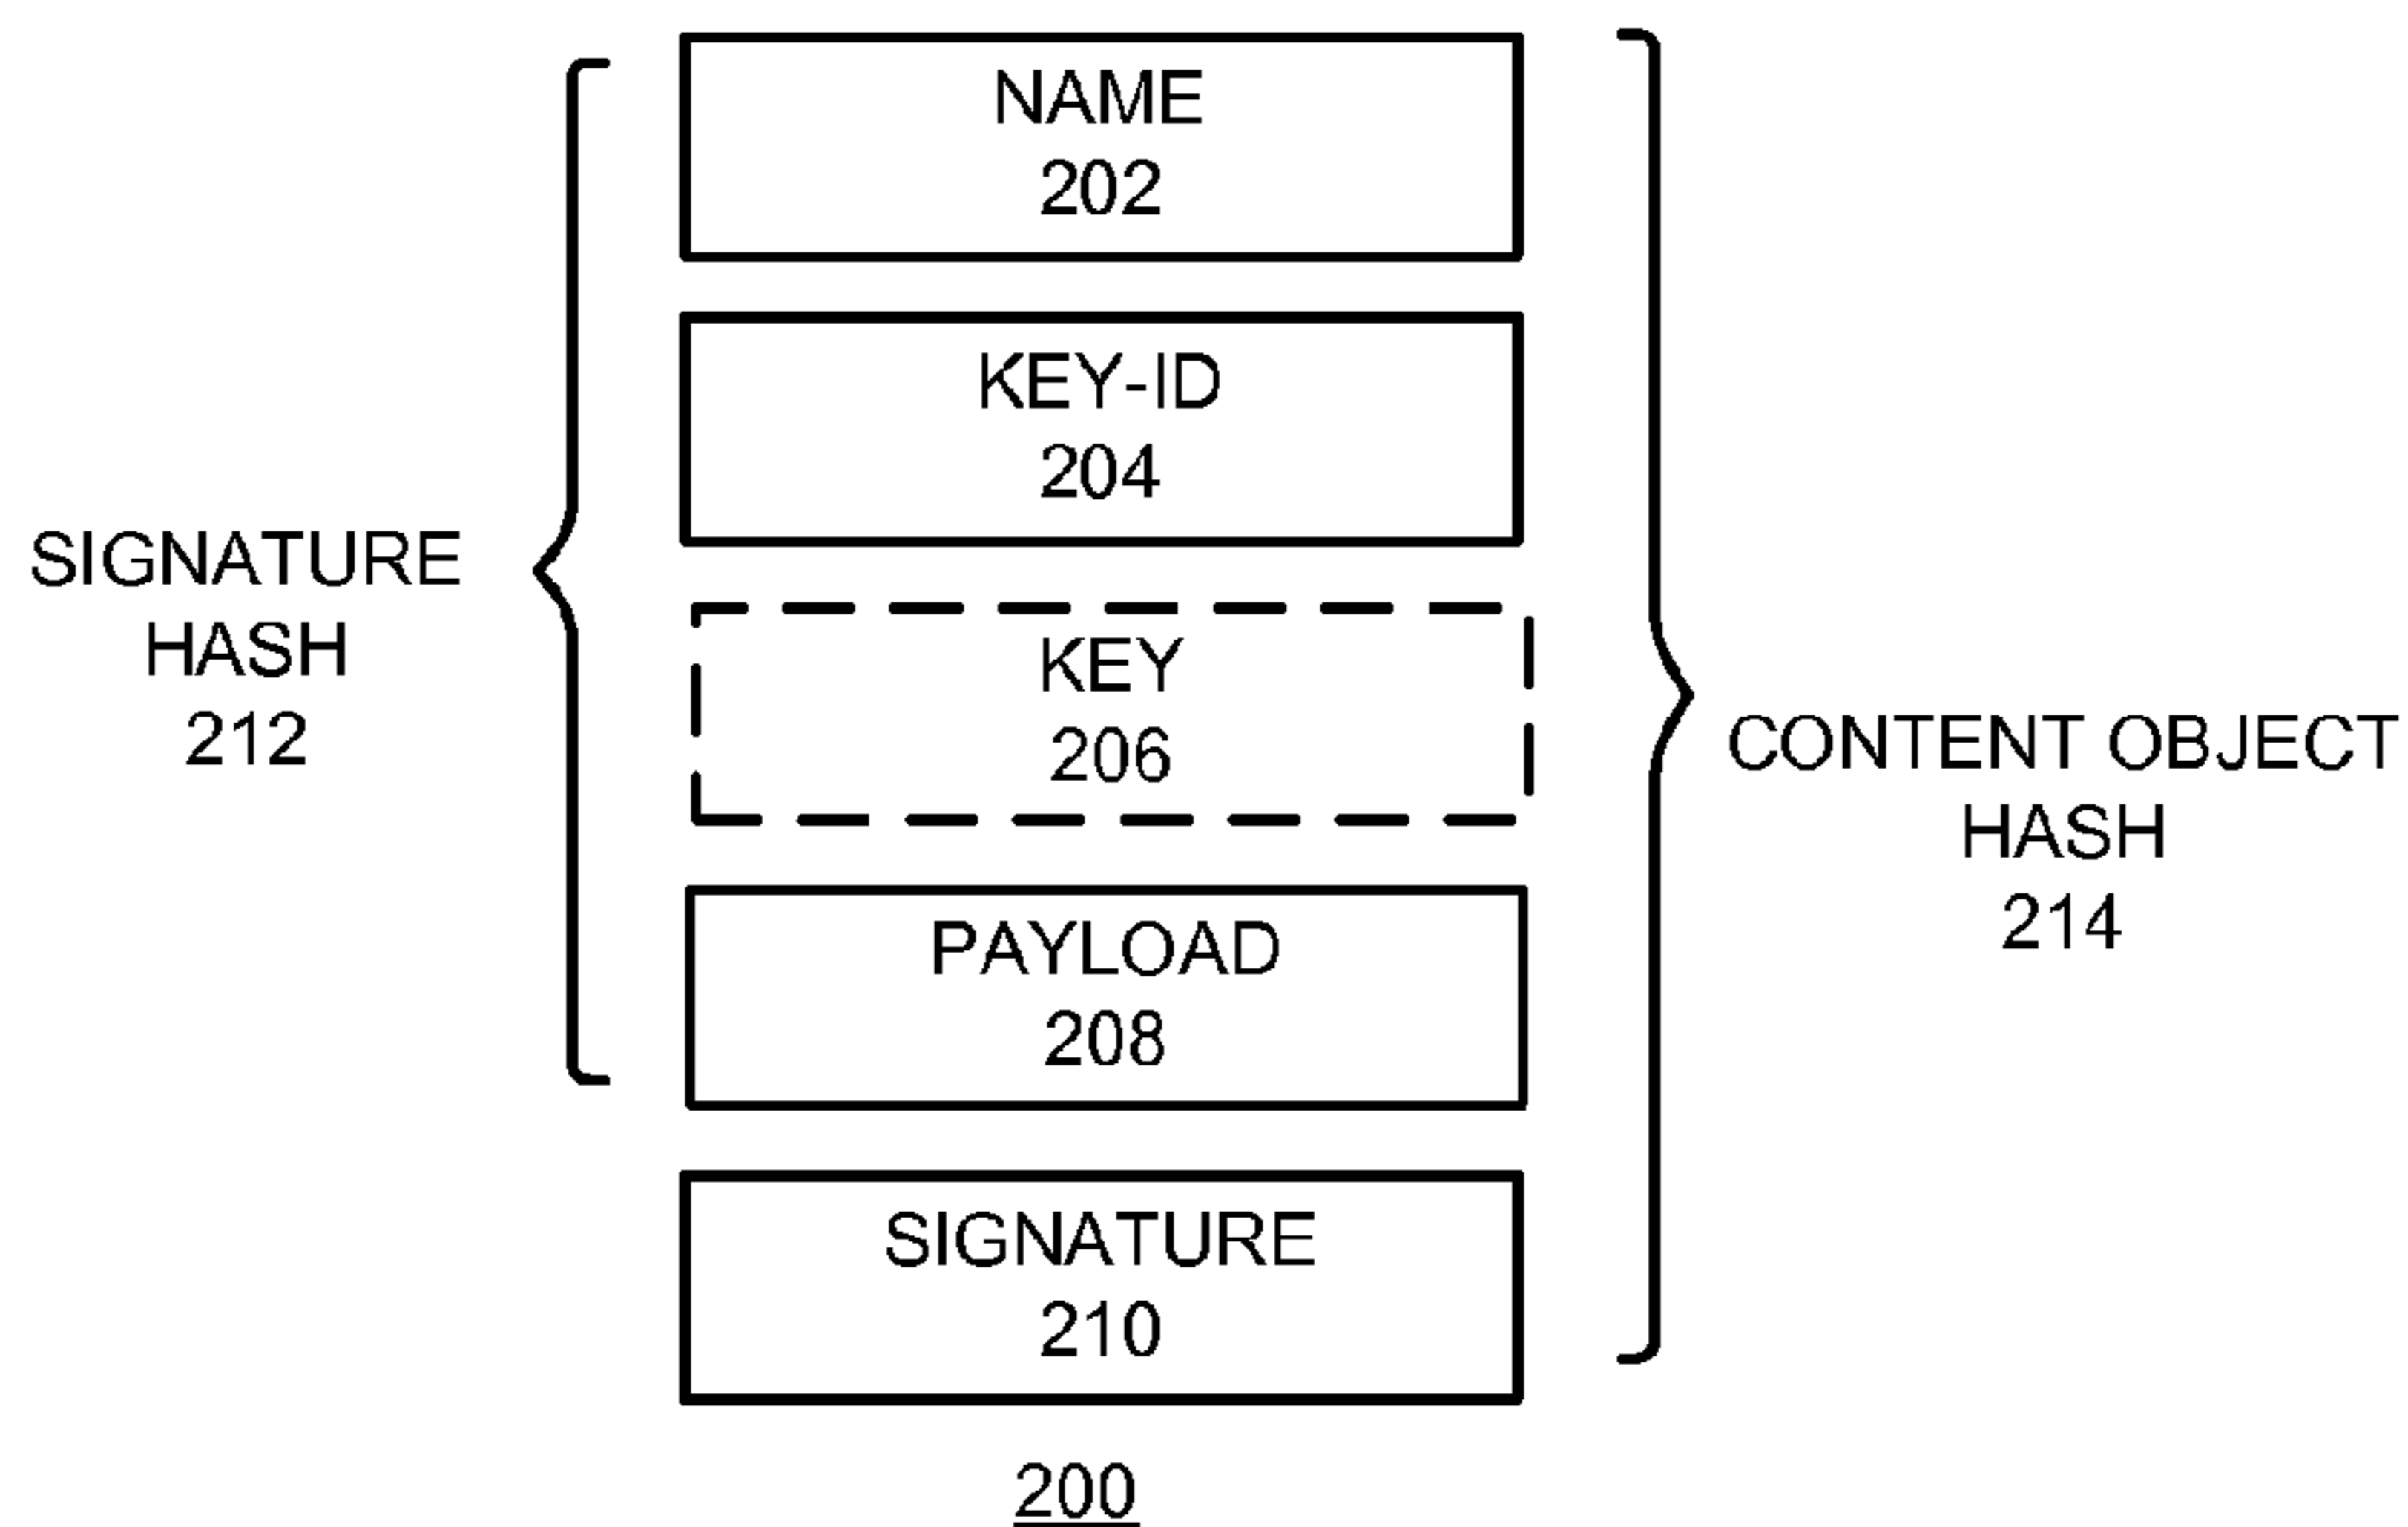 NAME
202
KEY-ID
204
SIGNATURE
HASH
212
KEY
206
CONTENT OBJECT
HASH
214
PAYLOAD
208
SIGNATURE
210
200